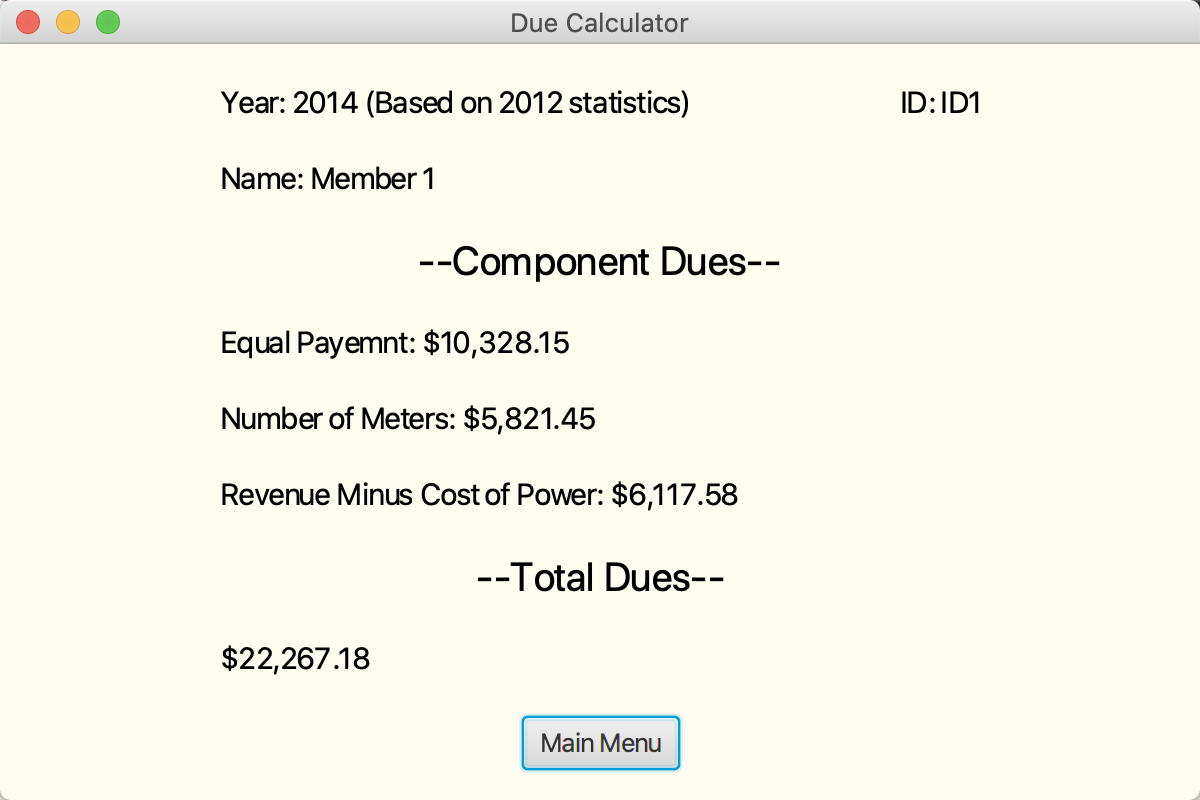 Due Calculator
Year: 2014 (Based on 2012 statistics) ID: ID1
Name: Member 1
--Component Dues--
Equal Payemnt: $10,328.15
Number of Meters: $5,821.45
Revenue Minus Cost of Power: $6,117.58
--Total Dues--
$22,267.18
Main Menu